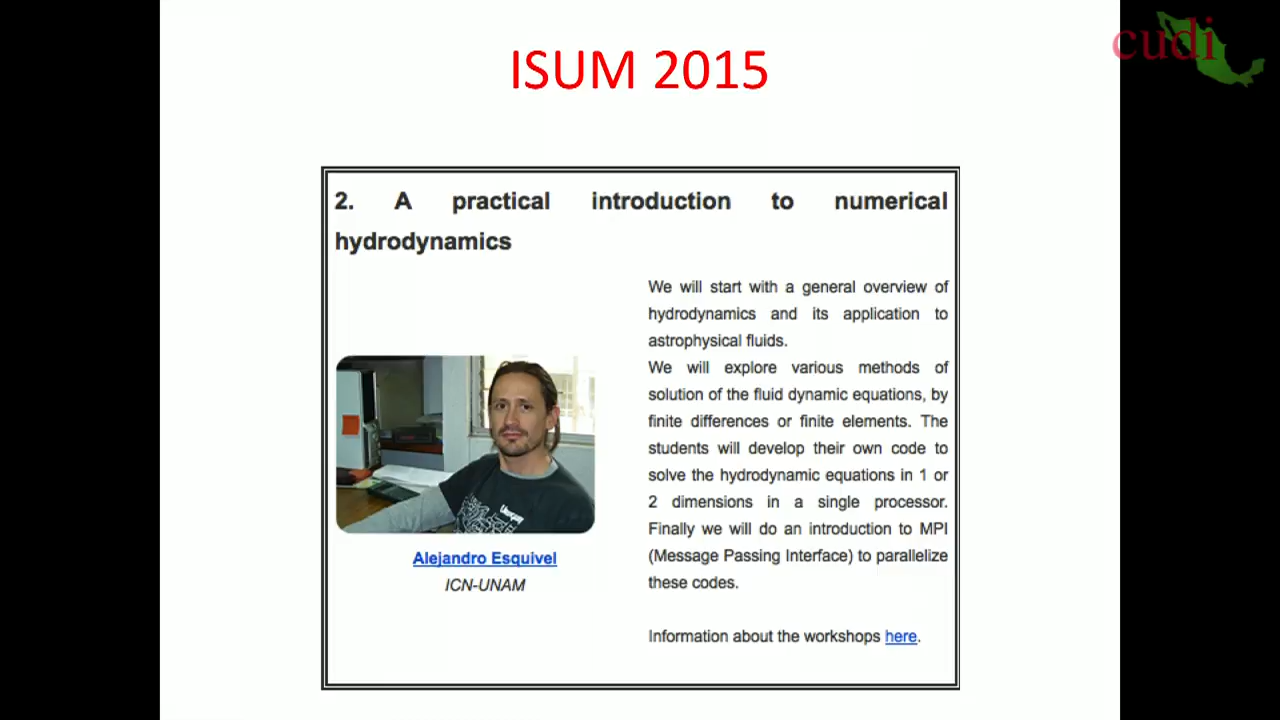 cudi
ISUM 2015
2. A practical introduction to numerical
hydrodynamics
We will start with a general overview of
hydrodynamics and its application to
astrophysical fluids.
We will explore various methods of
solution of the fluid dynamic equations, by
finite differences or finite elements. The
students will develop their own code to
solve the hydrodynamic equations in 1 or
2 dimensions in a single processor.
Finally we will do an introduction to MPI
(Message Passing Interface) to parallelize
these codes.
Information about the workshops here.
Alejandro Esquivel
ICN-UNAM